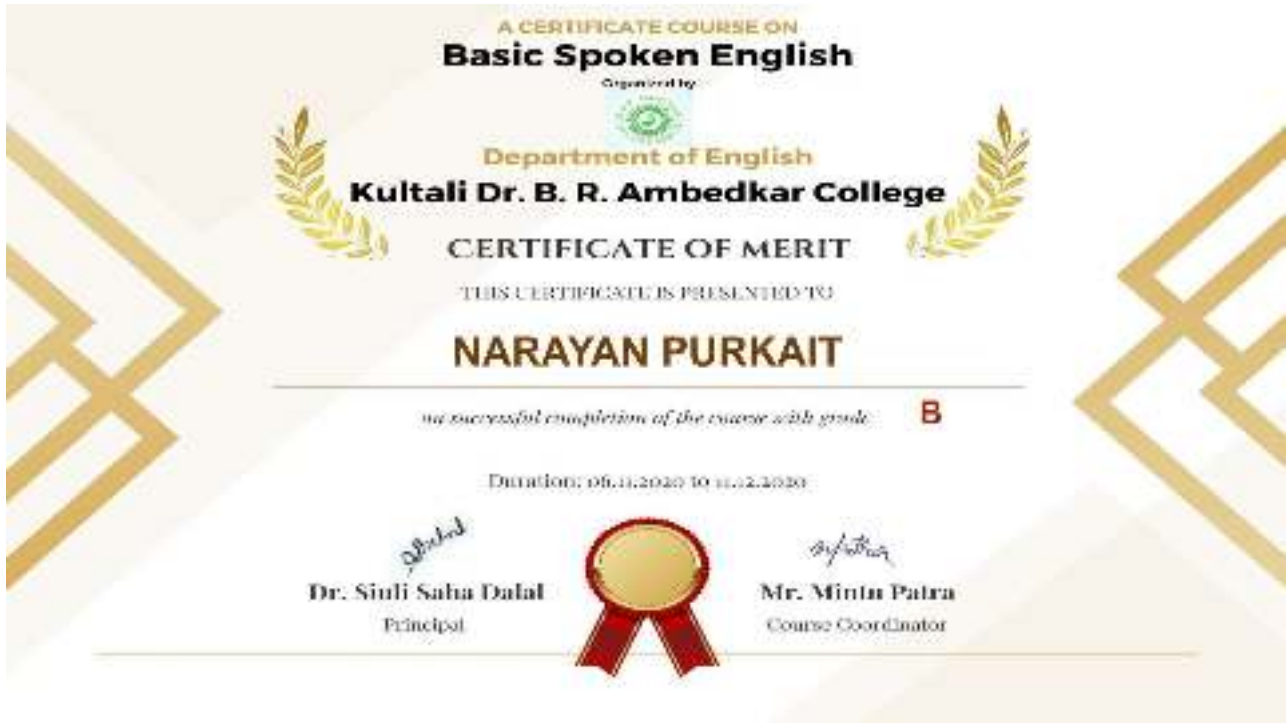 A CERTIFICATE COURSE ON
Basic Spoken English
Organized by
Department of English
Kultali Dr. B. R. Ambedkar College
CERTIFICATE OF MERIT
THIS CERTIFICATE IS PRESENTED TO
NARAYAN PURKAIT
on successful completion of the course with grade B
Duration: 06.11.2020 to 11.12.2020
Dr. Siuli Saha Dalal
Principal
Mr. Mintu Patra
Course Coordinator